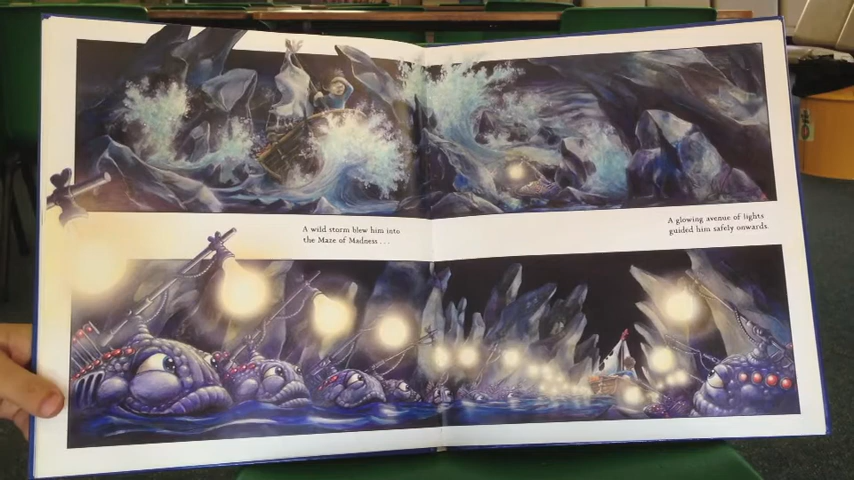 A wild storm blew him into
the Maze of Madness . . .
A glowing avenue of lights
guided him safely onwards.